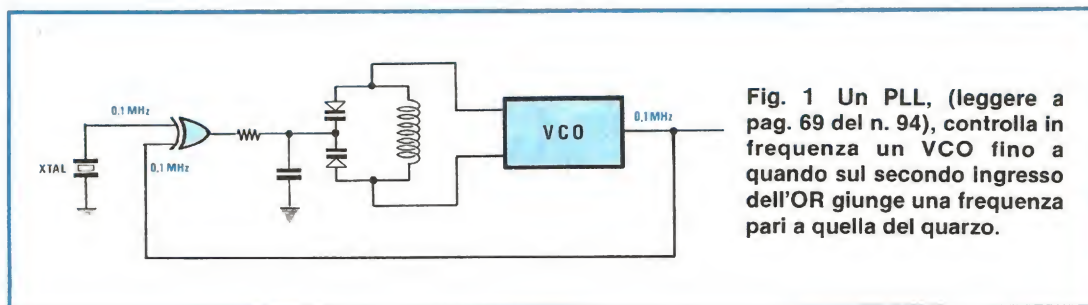 0,1 MHz
XTAL
0,1 MHz
VCO
0,1 MHz
Fig. 1 Un PLL, (leggere a
pag. 69 del n. 94), controlla in
frequenza un VCO fino a
quando sul secondo ingresso
dell'OR giunge una frequenza
pari a quella del quarzo.